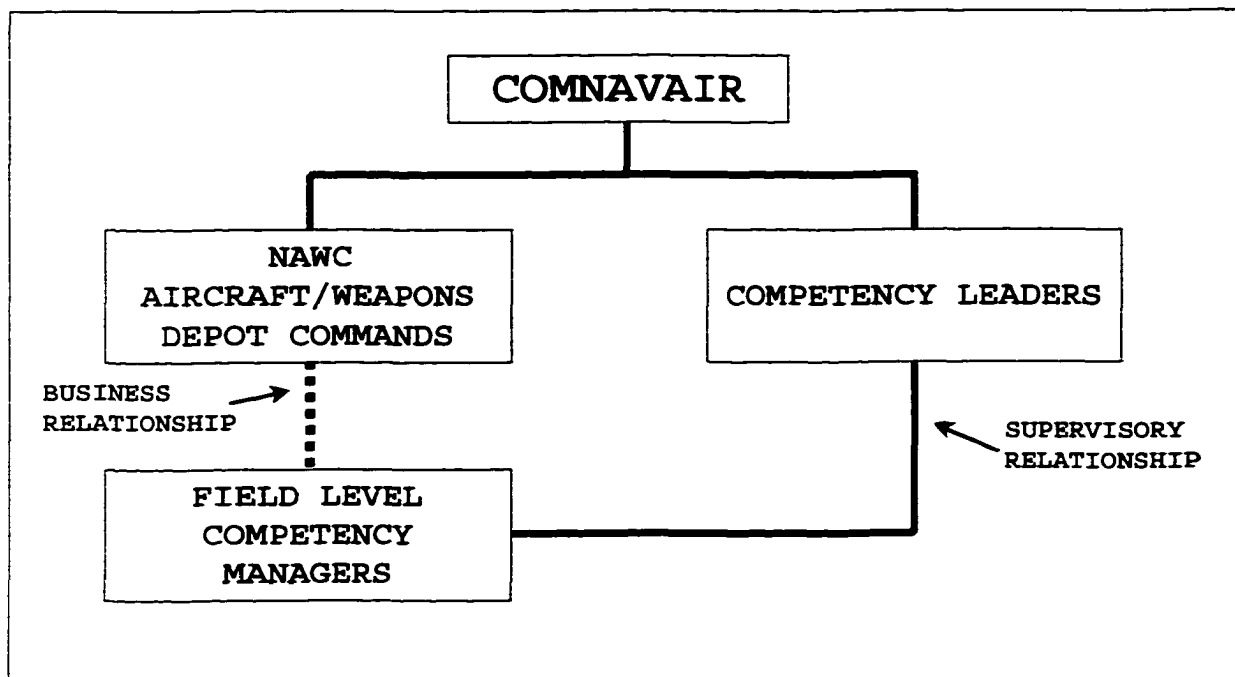 COMNAVAIR
NAWC
AIRCRAFT/WEAPONS
DEPOT COMMANDS
COMPETENCY LEADERS
BUSINESS
RELATIONSHIP
SUPERVISORY
RELATIONSHIP
FIELD LEVEL
COMPETENCY
MANAGERS